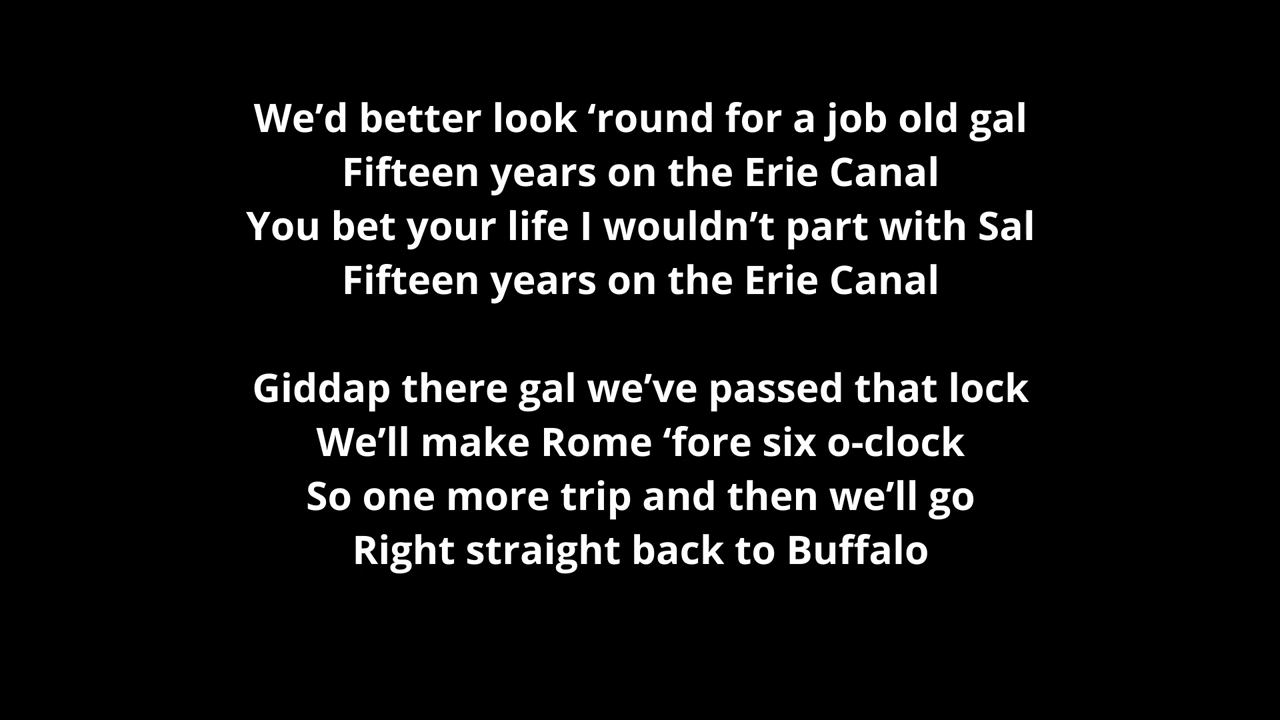 We’d better look ‘round for a job old gal
Fifteen years on the Erie Canal
You bet your life I wouldn’t part with Sal
Fifteen years on the Erie Canal
Giddap there gal we’ve passed that lock
We’ll make Rome ‘fore six o-clock
So one more trip and then we’ll go
Right straight back to Buffalo